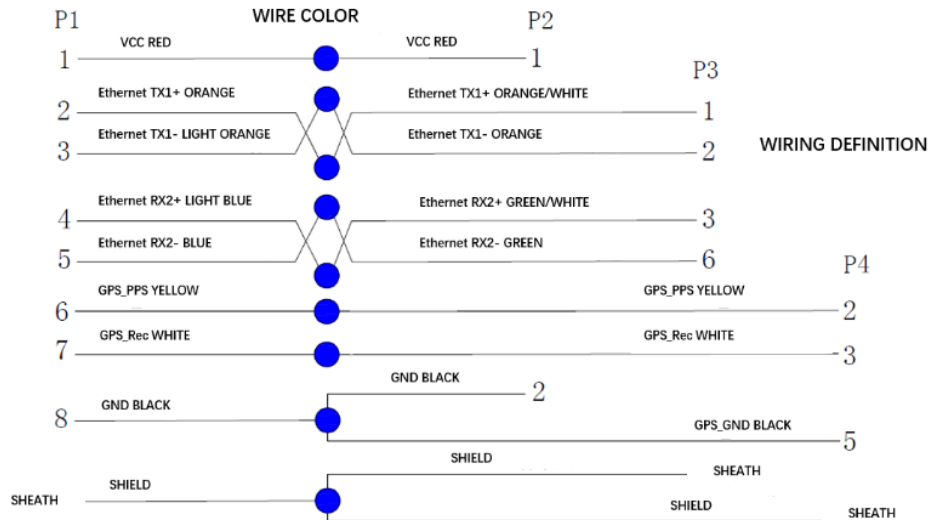 P1 WIRE COLOR P2
1 VCC RED VCC RED 1
P3
2 Ethernet TX1+ ORANGE Ethernet TX1+ ORANGE/WHITE 1
3 Ethernet TX1- LIGHT ORANGE Ethernet TX1- ORANGE 2
WIRING DEFINITION
4 Ethernet RX2+ LIGHT BLUE Ethernet RX2+ GREEN/WHITE 3
5 Ethernet RX2- BLUE Ethernet RX2- GREEN 6
P4
6 GPS_PPS YELLOW GPS_PPS YELLOW 2
7 GPS_Rec WHITE GPS_Rec WHITE 3
GND BLACK 2
8 GND BLACK
GPS_GND BLACK 5
SHIELD SHEATH
SHEATH SHIELD
SHIELD SHEATH